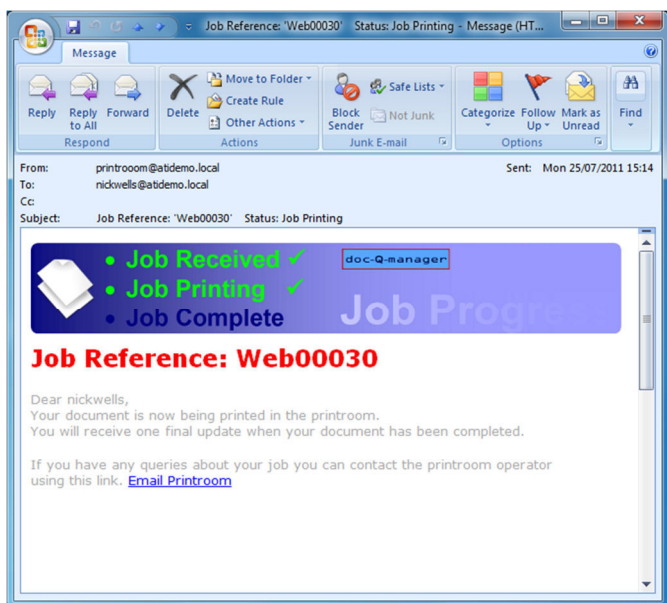 Job Reference: 'Web00030' Status: Job Printing - Message (HT...
Message
Reply
Reply to All
Forward
Respond
Delete
Move to Folder
Create Rule
Other Actions
Actions
Block Sender
Safe Lists
Not Junk
Junk E-mail
Categorize
Follow Up
Mark as Unread
Options
Find
From: printrooom@atidemo.local
Sent: Mon 25/07/2011 15:14
To: nickwells@atidemo.local
Cc:
Subject: Job Reference: 'Web00030' Status: Job Printing
• Job Received ✓
• Job Printing ✓
• Job Complete
doc-Q-manager
Job Progress
Job Reference: Web00030
Dear nickwells,
Your document is now being printed in the printroom.
You will receive one final update when your document has been completed.
If you have any queries about your job you can contact the printroom operator
using this link. Email Printroom